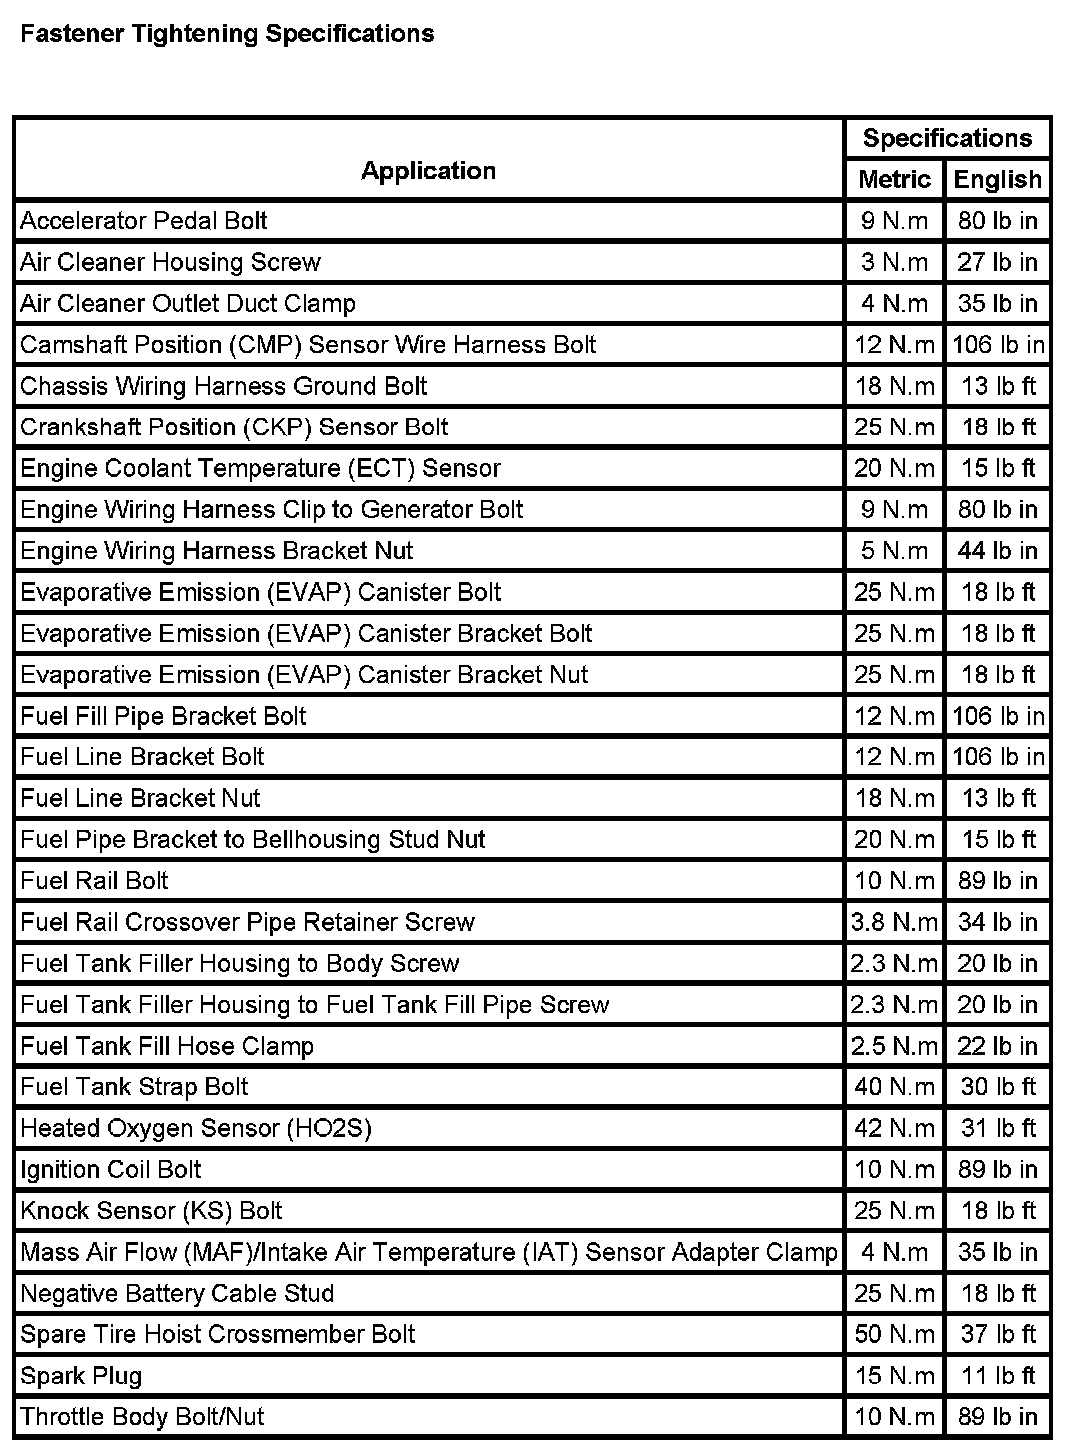 Fastener Tightening Specifications
Application
Specifications
Metric English
Accelerator Pedal Bolt 9 N.m 80 lb in
Air Cleaner Housing Screw 3 N.m 27 lb in
Air Cleaner Outlet Duct Clamp 4 N.m 35 lb in
Camshaft Position (CMP) Sensor Wire Harness Bolt 12 N.m 106 lb in
Chassis Wiring Harness Ground Bolt 18 N.m 13 lb ft
Crankshaft Position (CKP) Sensor Bolt 25 N.m 18 lb ft
Engine Coolant Temperature (ECT) Sensor 20 N.m 15 lb ft
Engine Wiring Harness Clip to Generator Bolt 9 N.m 80 lb in
Engine Wiring Harness Bracket Nut 5 N.m 44 lb in
Evaporative Emission (EVAP) Canister Bolt 25 N.m 18 lb ft
Evaporative Emission (EVAP) Canister Bracket Bolt 25 N.m 18 lb ft
Evaporative Emission (EVAP) Canister Bracket Nut 25 N.m 18 lb ft
Fuel Fill Pipe Bracket Bolt 12 N.m 106 lb in
Fuel Line Bracket Bolt 12 N.m 106 lb in
Fuel Line Bracket Nut 18 N.m 13 lb ft
Fuel Pipe Bracket to Bellhousing Stud Nut 20 N.m 15 lb ft
Fuel Rail Bolt 10 N.m 89 lb in
Fuel Rail Crossover Pipe Retainer Screw 3.8 N.m 34 lb in
Fuel Tank Filler Housing to Body Screw 2.3 N.m 20 lb in
Fuel Tank Filler Housing to Fuel Tank Fill Pipe Screw 2.3 N.m 20 lb in
Fuel Tank Fill Hose Clamp 2.5 N.m 22 lb in
Fuel Tank Strap Bolt 40 N.m 30 lb ft
Heated Oxygen Sensor (HO2S) 42 N.m 31 lb ft
Ignition Coil Bolt 10 N.m 89 lb in
Knock Sensor (KS) Bolt 25 N.m 18 lb ft
Mass Air Flow (MAF)/Intake Air Temperature (IAT) Sensor Adapter Clamp 4 N.m 35 lb in
Negative Battery Cable Stud 25 N.m 18 lb ft
Spare Tire Hoist Crossmember Bolt 50 N.m 37 lb ft
Spark Plug 15 N.m 11 lb ft
Throttle Body Bolt/Nut 10 N.m 89 lb in